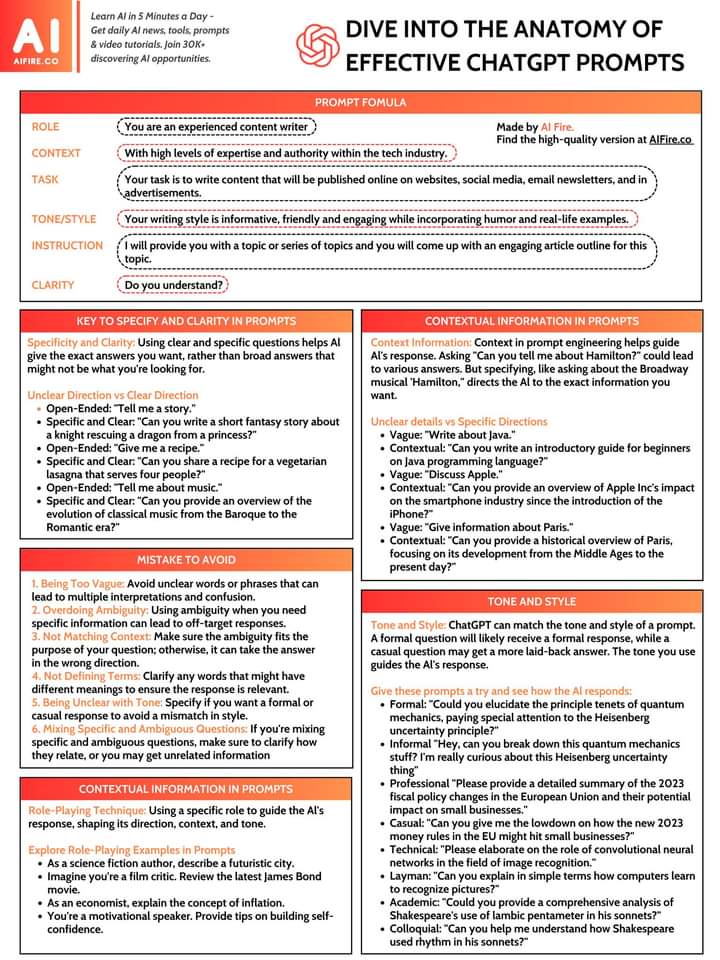 AI
AIFIRE.CO
Learn AI in 5 Minutes a Day -
Get daily AI news, tools, prompts
& video tutorials. Join 30K+
discovering AI opportunities.
DIVE INTO THE ANATOMY OF
EFFECTIVE CHATGPT PROMPTS
PROMPT FOMULA
ROLE
You are an experienced content writer
Made by AI Fire.
Find the high-quality version at AIFire.co
CONTEXT
With high levels of expertise and authority within the tech industry.
TASK
Your task is to write content that will be published online on websites, social media, email newsletters, and in
advertisements.
TONE/STYLE
Your writing style is informative, friendly and engaging while incorporating humor and real-life examples.
INSTRUCTION
I will provide you with a topic or series of topics and you will come up with an engaging article outline for this
topic.
CLARITY
Do you understand?
KEY TO SPECIFY AND CLARITY IN PROMPTS
Specificity and Clarity: Using clear and specific questions helps AI
give the exact answers you want, rather than broad answers that
might not be what you're looking for.
Unclear Direction vs Clear Direction
• Open-Ended: "Tell me a story."
• Specific and Clear: "Can you write a short fantasy story about
a knight rescuing a dragon from a princess?"
• Open-Ended: "Give me a recipe."
• Specific and Clear: "Can you share a recipe for a vegetarian
lasagna that serves four people?"
• Open-Ended: "Tell me about music."
• Specific and Clear: "Can you provide an overview of the
evolution of classical music from the Baroque to the
Romantic era?"
MISTAKE TO AVOID
1. Being Too Vague: Avoid unclear words or phrases that can
lead to multiple interpretations and confusion.
2. Overdoing Ambiguity: Using ambiguity when you need
specific information can lead to off-target responses.
3. Not Matching Context: Make sure the ambiguity fits the
purpose of your question; otherwise, it can take the answer
in the wrong direction.
4. Not Defining Terms: Clarify any words that might have
different meanings to ensure the response is relevant.
5. Being Unclear with Tone: Specify if you want a formal or
casual response to avoid a mismatch in style.
6. Mixing Specific and Ambiguous Questions: If you're mixing
specific and ambiguous questions, make sure to clarify how
they relate, or you may get unrelated information
CONTEXTUAL INFORMATION IN PROMPTS
Role-Playing Technique: Using a specific role to guide the AI's
response, shaping its direction, context, and tone.
Explore Role-Playing Examples in Prompts
• As a science fiction author, describe a futuristic city.
• Imagine you're a film critic. Review the latest James Bond
movie.
• As an economist, explain the concept of inflation.
• You're a motivational speaker. Provide tips on building self-
confidence.
CONTEXTUAL INFORMATION IN PROMPTS
Context Information: Context in prompt engineering helps guide
AI's response. Asking "Can you tell me about Hamilton?" could lead
to various answers. But specifying, like asking about the Broadway
musical 'Hamilton," directs the AI to the exact information you
want.
Unclear details vs Specific Directions
• Vague: "Write about Java."
• Contextual: "Can you write an introductory guide for beginners
on Java programming language?"
• Vague: "Discuss Apple."
• Contextual: "Can you provide an overview of Apple Inc's impact
on the smartphone industry since the introduction of the
iPhone?"
• Vague: "Give information about Paris."
• Contextual: "Can you provide a historical overview of Paris,
focusing on its development from the Middle Ages to the
present day?"
TONE AND STYLE
Tone and Style: ChatGPT can match the tone and style of a prompt.
A formal question will likely receive a formal response, while a
casual question may get a more laid-back answer. The tone you use
guides the AI's response.
Give these prompts a try and see how the AI responds:
• Formal: "Could you elucidate the principle tenets of quantum
mechanics, paying special attention to the Heisenberg
uncertainty principle?"
• Informal "Hey, can you break down this quantum mechanics
stuff? I'm really curious about this Heisenberg uncertainty
thing"
• Professional "Please provide a detailed summary of the 2023
fiscal policy changes in the European Union and their potential
impact on small businesses."
• Casual: "Can you give me the lowdown on how the new 2023
money rules in the EU might hit small businesses?"
• Technical: "Please elaborate on the role of convolutional neural
networks in the field of image recognition."
• Layman: "Can you explain in simple terms how computers learn
to recognize pictures?"
• Academic: "Could you provide a comprehensive analysis of
Shakespeare's use of Iambic pentameter in his sonnets?"
• Colloquial: "Can you help me understand how Shakespeare
used rhythm in his sonnets?"